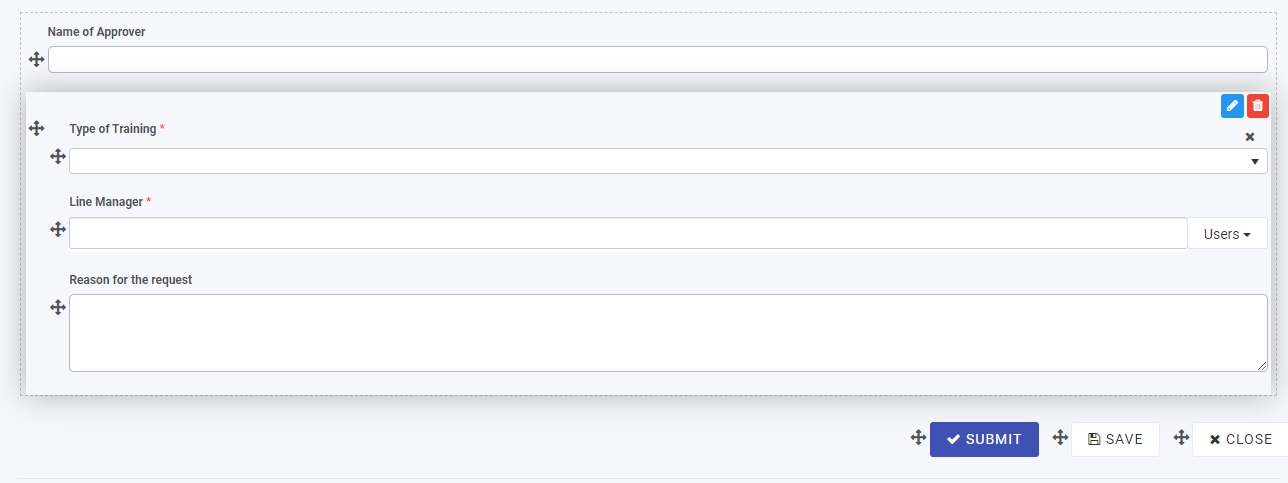 Name of Approver
Type of Training *
Line Manager *
Users
Reason for the request
SUBMIT SAVE CLOSE